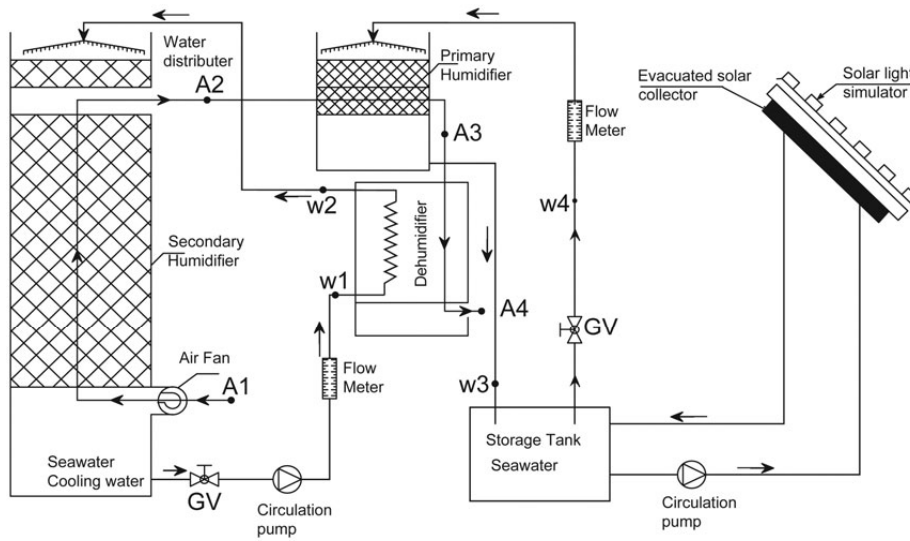 Water
distributer
A2
Primary
Humidifier
A3
Flow
Meter
Evacuated solar
collector
Solar light
simulator
w2
w4
Dehumidifier
Secondary
Humidifier
w1
A4
GV
Air Fan
A1
Flow
Meter
w3
Storage Tank
Seawater
Seawater
Cooling water
GV
Circulation
pump
Circulation
pump